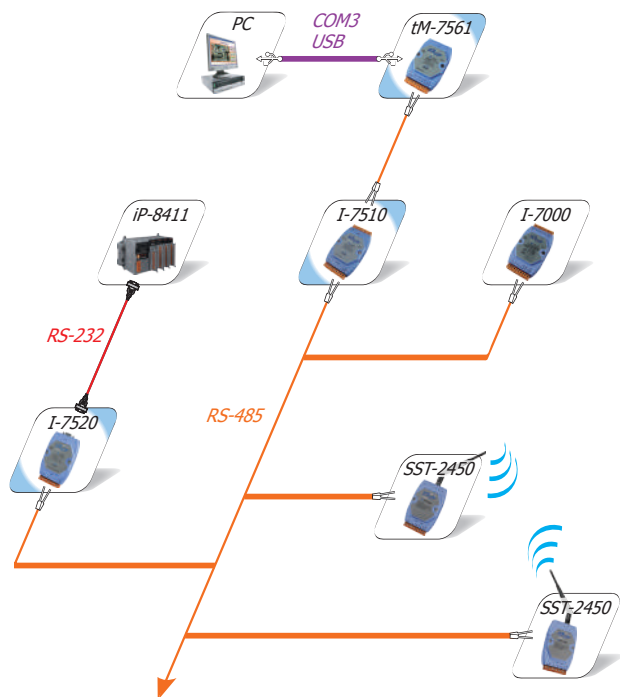 PC
COM3
USB
tM-7561
iP-8411
I-7510
I-7000
RS-232
RS-485
I-7520
SST-2450
SST-2450